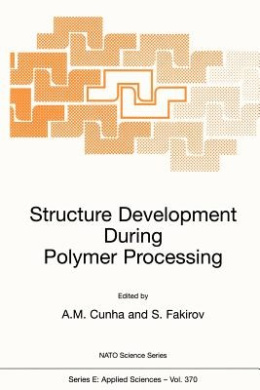 Structure Development
During
Polymer Processing
Edited by
A.M. Cunha and S. Fakirov
NATO Science Series
Series E: Applied Sciences – Vol. 370